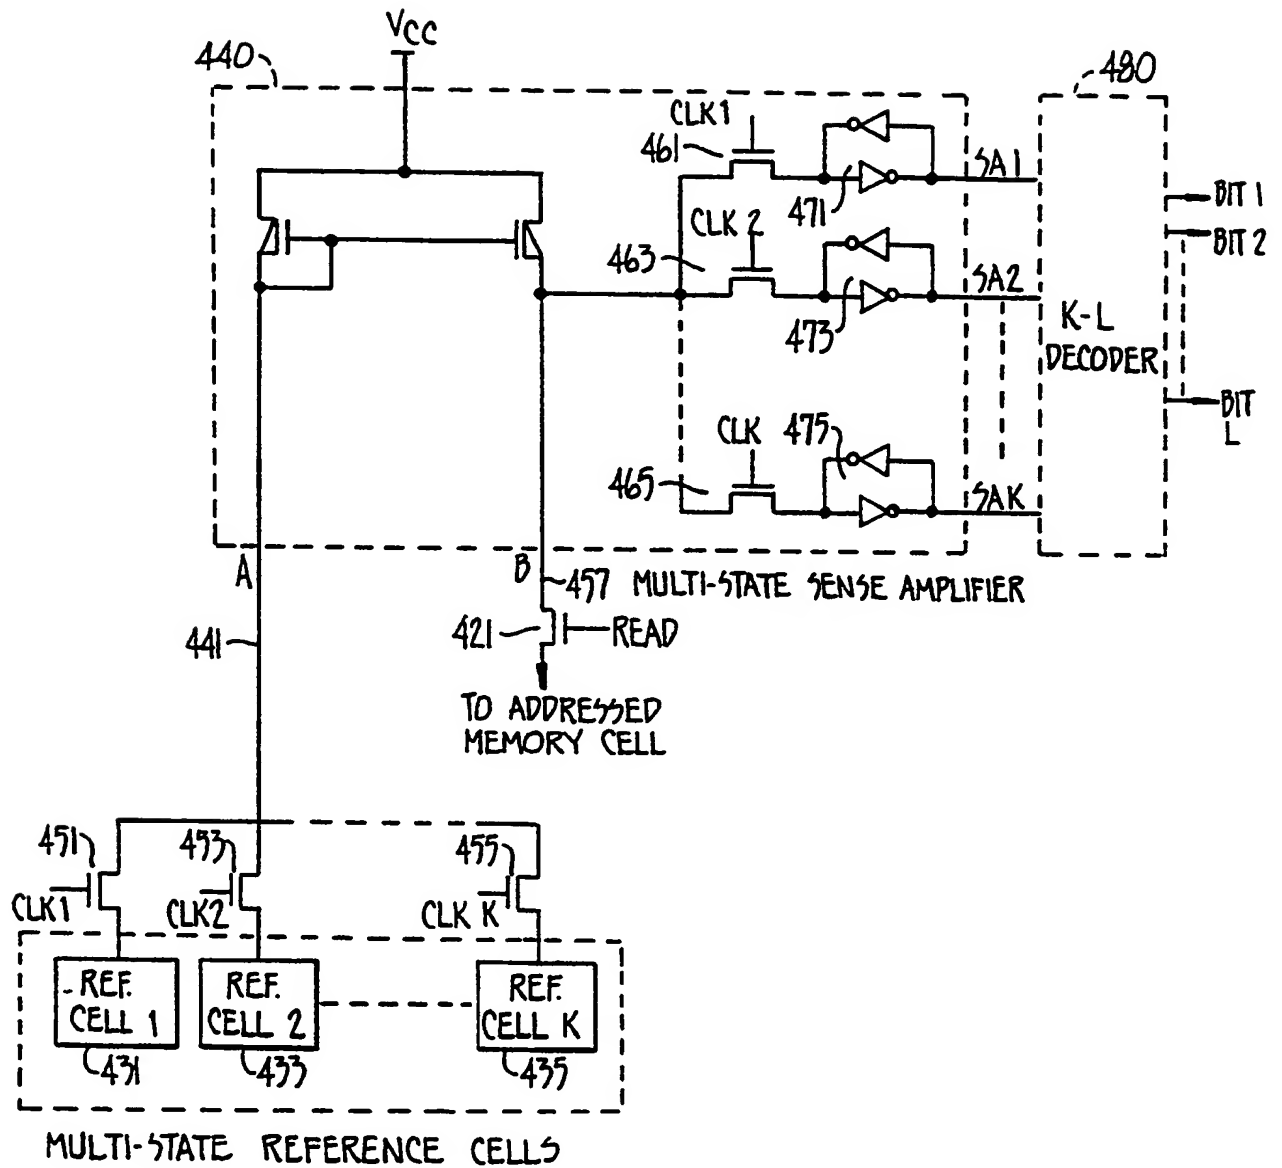 VCC
440
480
CLK1
461
471
SA1
BIT 1
CLK 2
BIT 2
463
473
SA2
K-L
DECODER
CLK
475
BIT
L
465
SAK
A
B
457
MULTI-STATE SENSE AMPLIFIER
441
421
READ
TO ADDRESSED
MEMORY CELL
451
453
455
CLK1
CLK2
CLK K
REF.
CELL 1
REF.
CELL 2
REF.
CELL K
431
433
435
MULTI-STATE REFERENCE CELLS